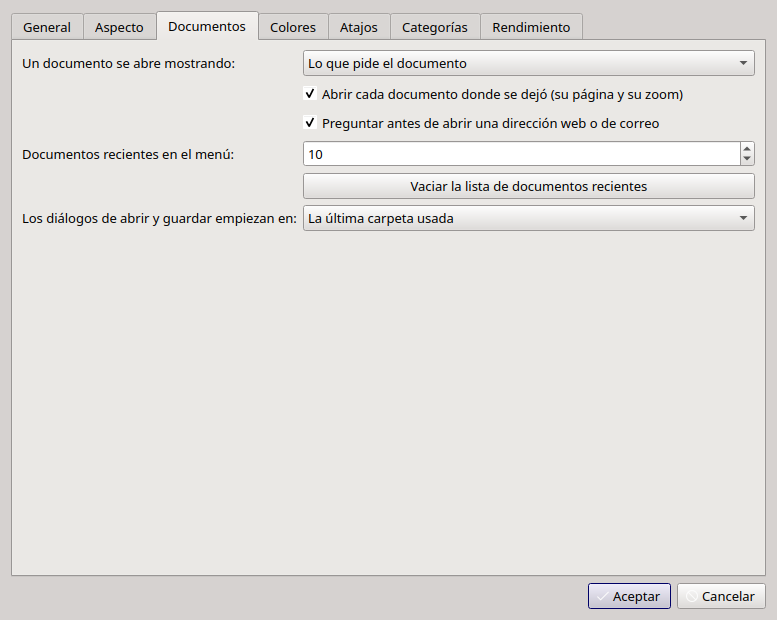 General Aspecto Documentos Colores Atajos Categorías Rendimiento
Un documento se abre mostrando: Lo que pide el documento
Abrir cada documento donde se dejó (su página y su zoom)
Preguntar antes de abrir una dirección web o de correo
Documentos recientes en el menú: 10
Vaciar la lista de documentos recientes
Los diálogos de abrir y guardar empiezan en: La última carpeta usada
Aceptar Cancelar